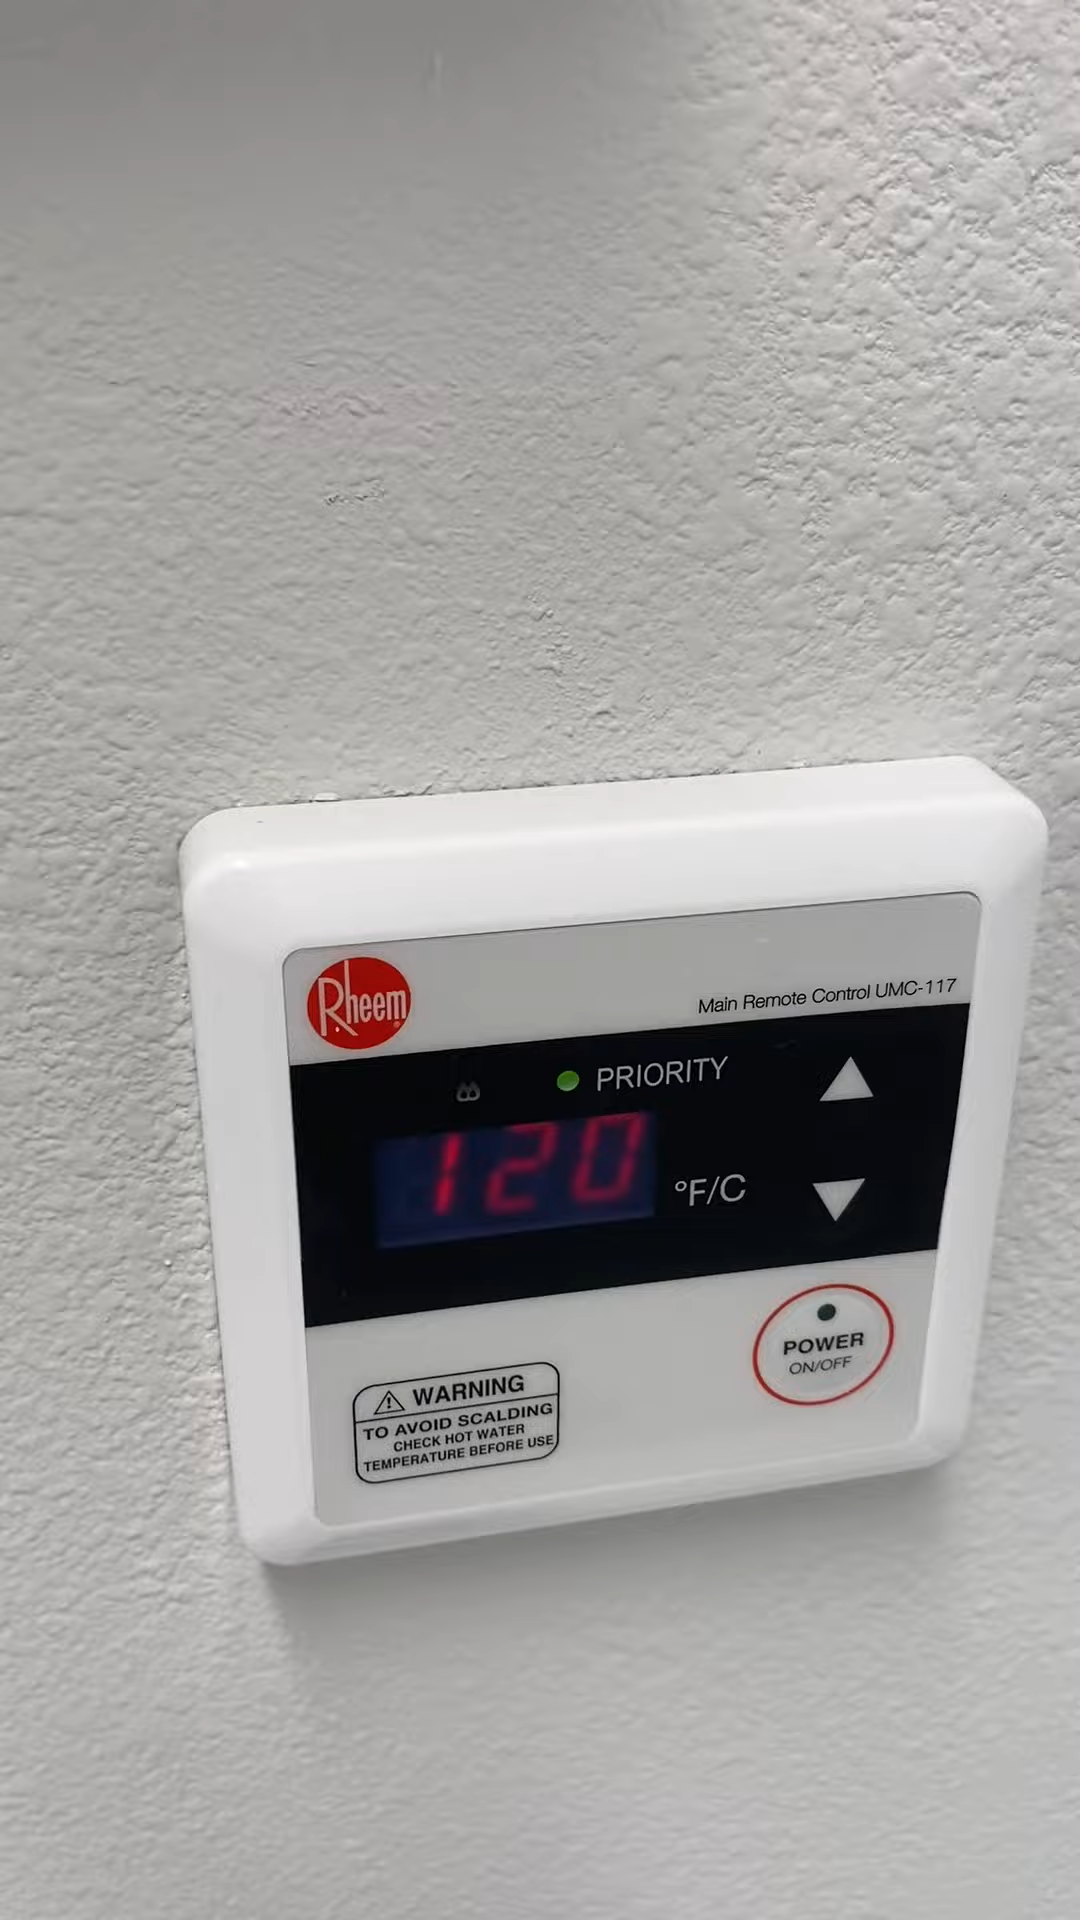 Rheem
Main Remote Control UMC-117
PRIORITY
120
°F/C
POWER
ON/OFF
WARNING
TO AVOID SCALDING
CHECK HOT WATER
TEMPERATURE BEFORE USE